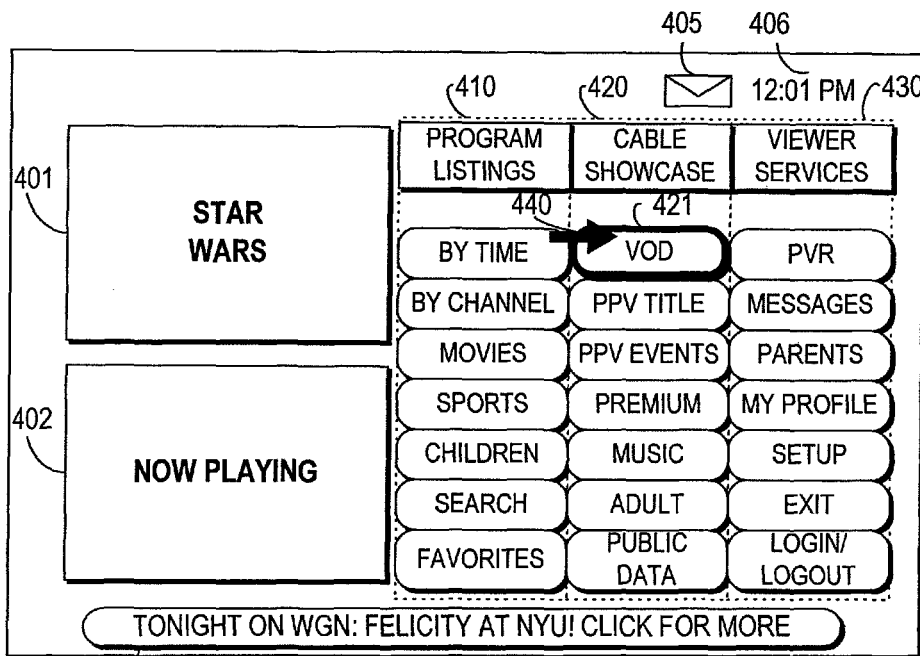 405 406
12:01 PM
410 420 430
PROGRAM LISTINGS
CABLE SHOWCASE
VIEWER SERVICES
401
STAR
WARS
440 421
BY TIME VOD PVR
BY CHANNEL PPV TITLE MESSAGES
MOVIES PPV EVENTS PARENTS
402
SPORTS PREMIUM MY PROFILE
NOW PLAYING
CHILDREN MUSIC SETUP
SEARCH ADULT EXIT
FAVORITES PUBLIC DATA LOGIN/ LOGOUT
TONIGHT ON WGN: FELICITY AT NYU! CLICK FOR MORE